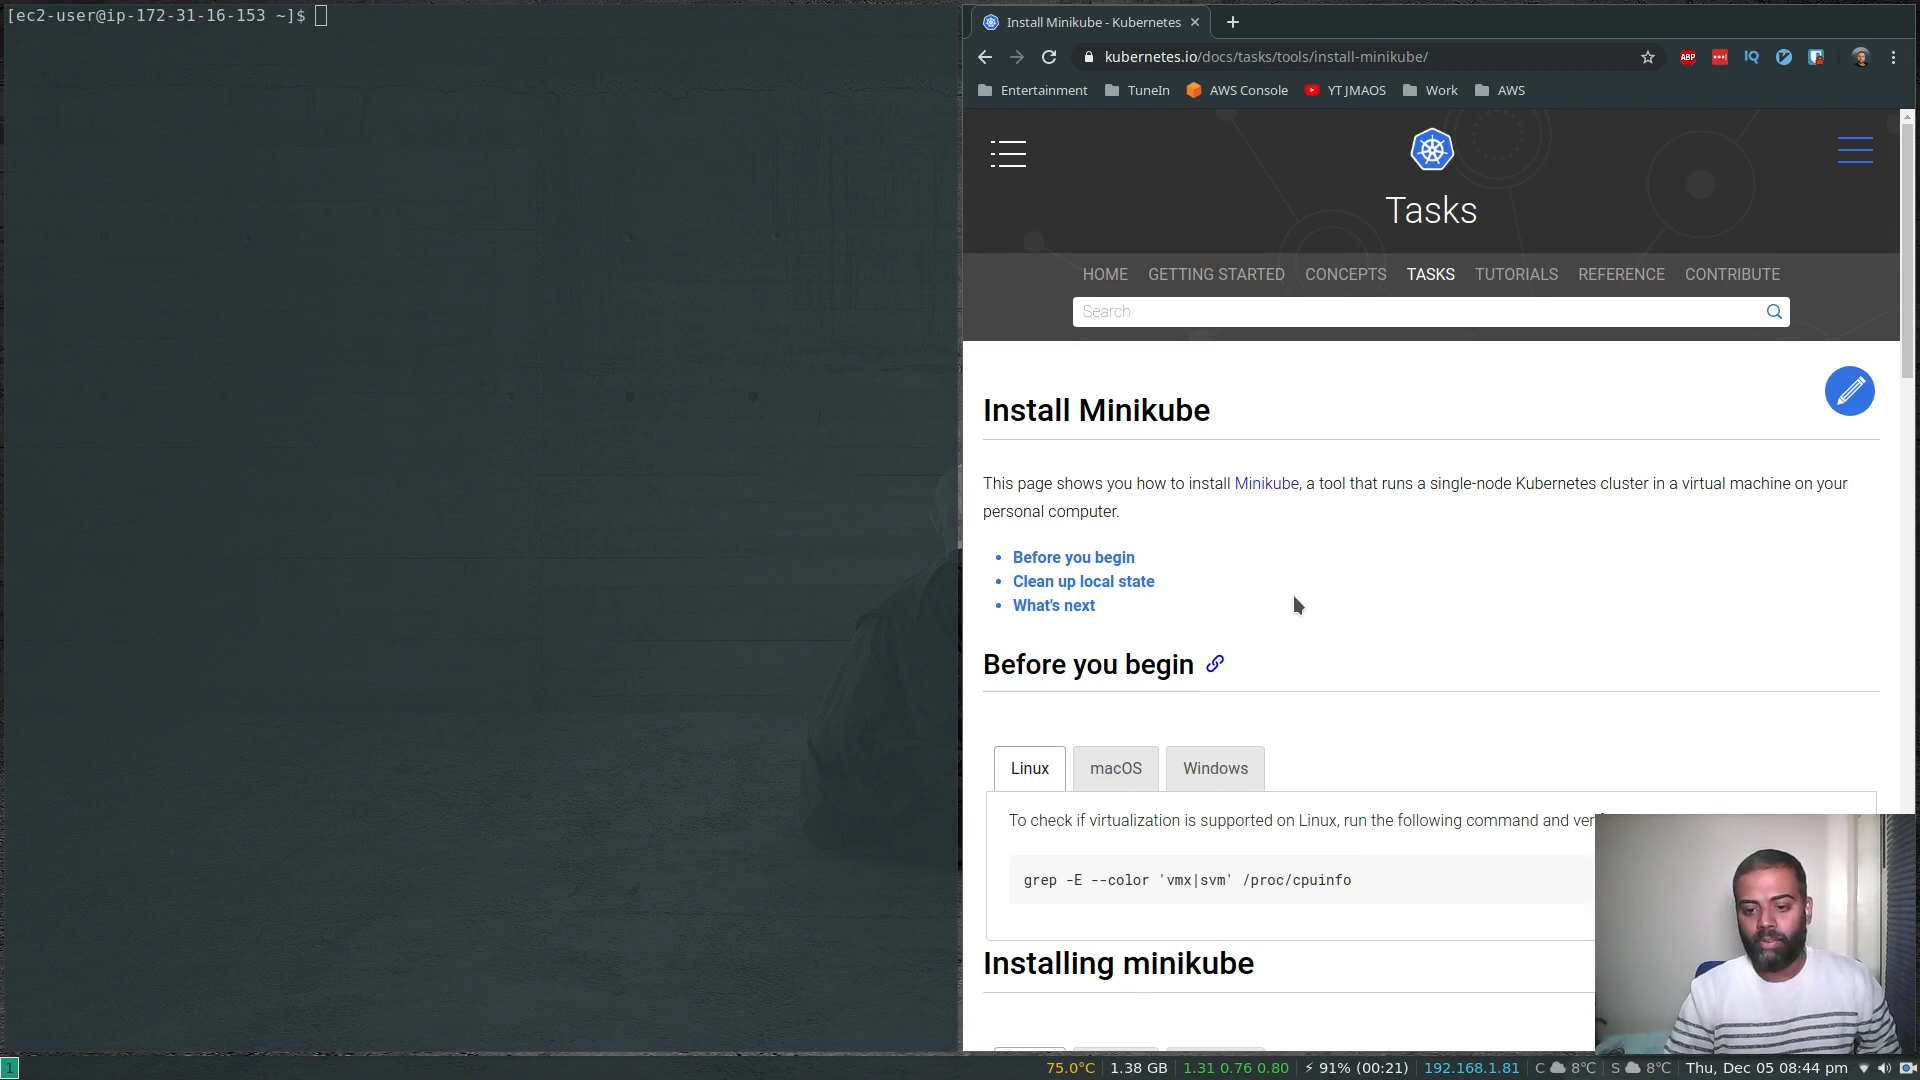 [ec2-user@ip-172-31-16-153 ~]$
Install Minikube - Kubernetes
kubernetes.io/docs/tasks/tools/install-minikube/
ABP
IQ
Entertainment TuneIn AWS Console YT JMAOS Work AWS
Tasks
HOME GETTING STARTED CONCEPTS TASKS TUTORIALS REFERENCE CONTRIBUTE
Search
Install Minikube
This page shows you how to install Minikube, a tool that runs a single-node Kubernetes cluster in a virtual machine on your
personal computer.
Before you begin
Clean up local state
What's next
Before you begin
Linux macOS Windows
To check if virtualization is supported on Linux, run the following command and
grep -E --color 'vmx|svm' /proc/cpuinfo
Installing minikube
1 75.0°C 1.38 GB 1.31 0.76 0.80 ⚡ 91% (00:21) 192.168.1.81 C 8°C S 8°C Thu, Dec 05 08:44 pm